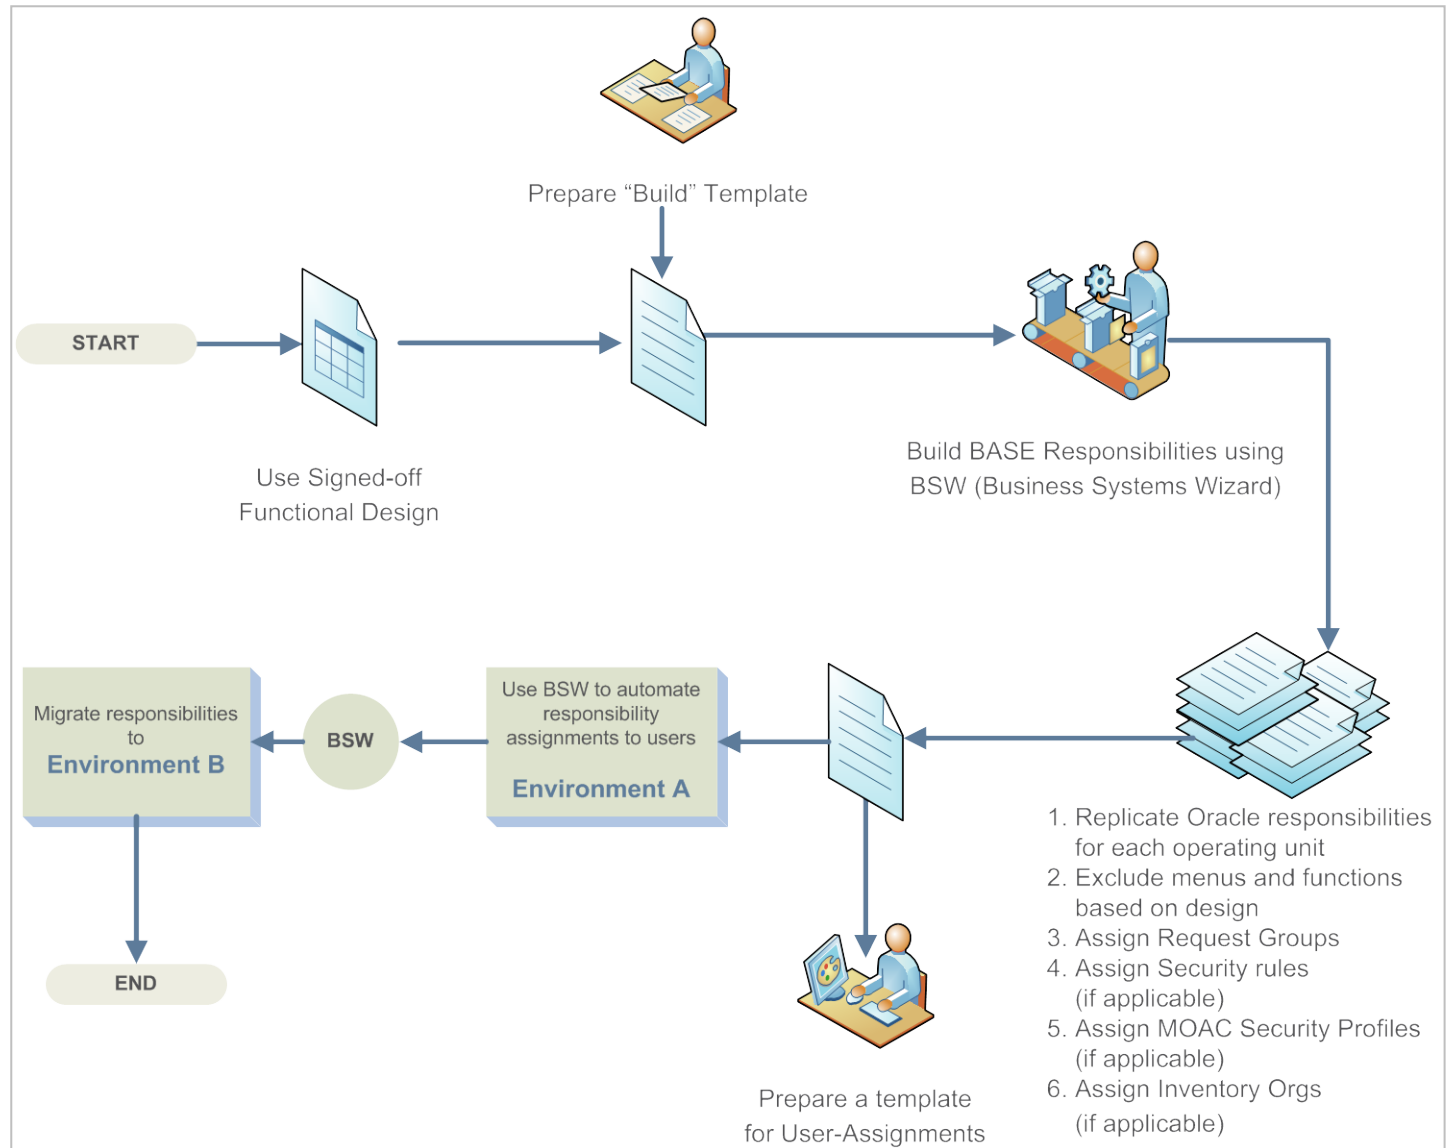 Prepare “Build” Template
START
Use Signed-off
Functional Design
Build BASE Responsibilities using
BSW (Business Systems Wizard)
Migrate responsibilities
to
Environment B
BSW
Use BSW to automate
responsibility
assignments to users
Environment A
1. Replicate Oracle responsibilities
for each operating unit
2. Exclude menus and functions
based on design
3. Assign Request Groups
4. Assign Security rules
(if applicable)
5. Assign MOAC Security Profiles
(if applicable)
6. Assign Inventory Orgs
(if applicable)
END
Prepare a template
for User-Assignments